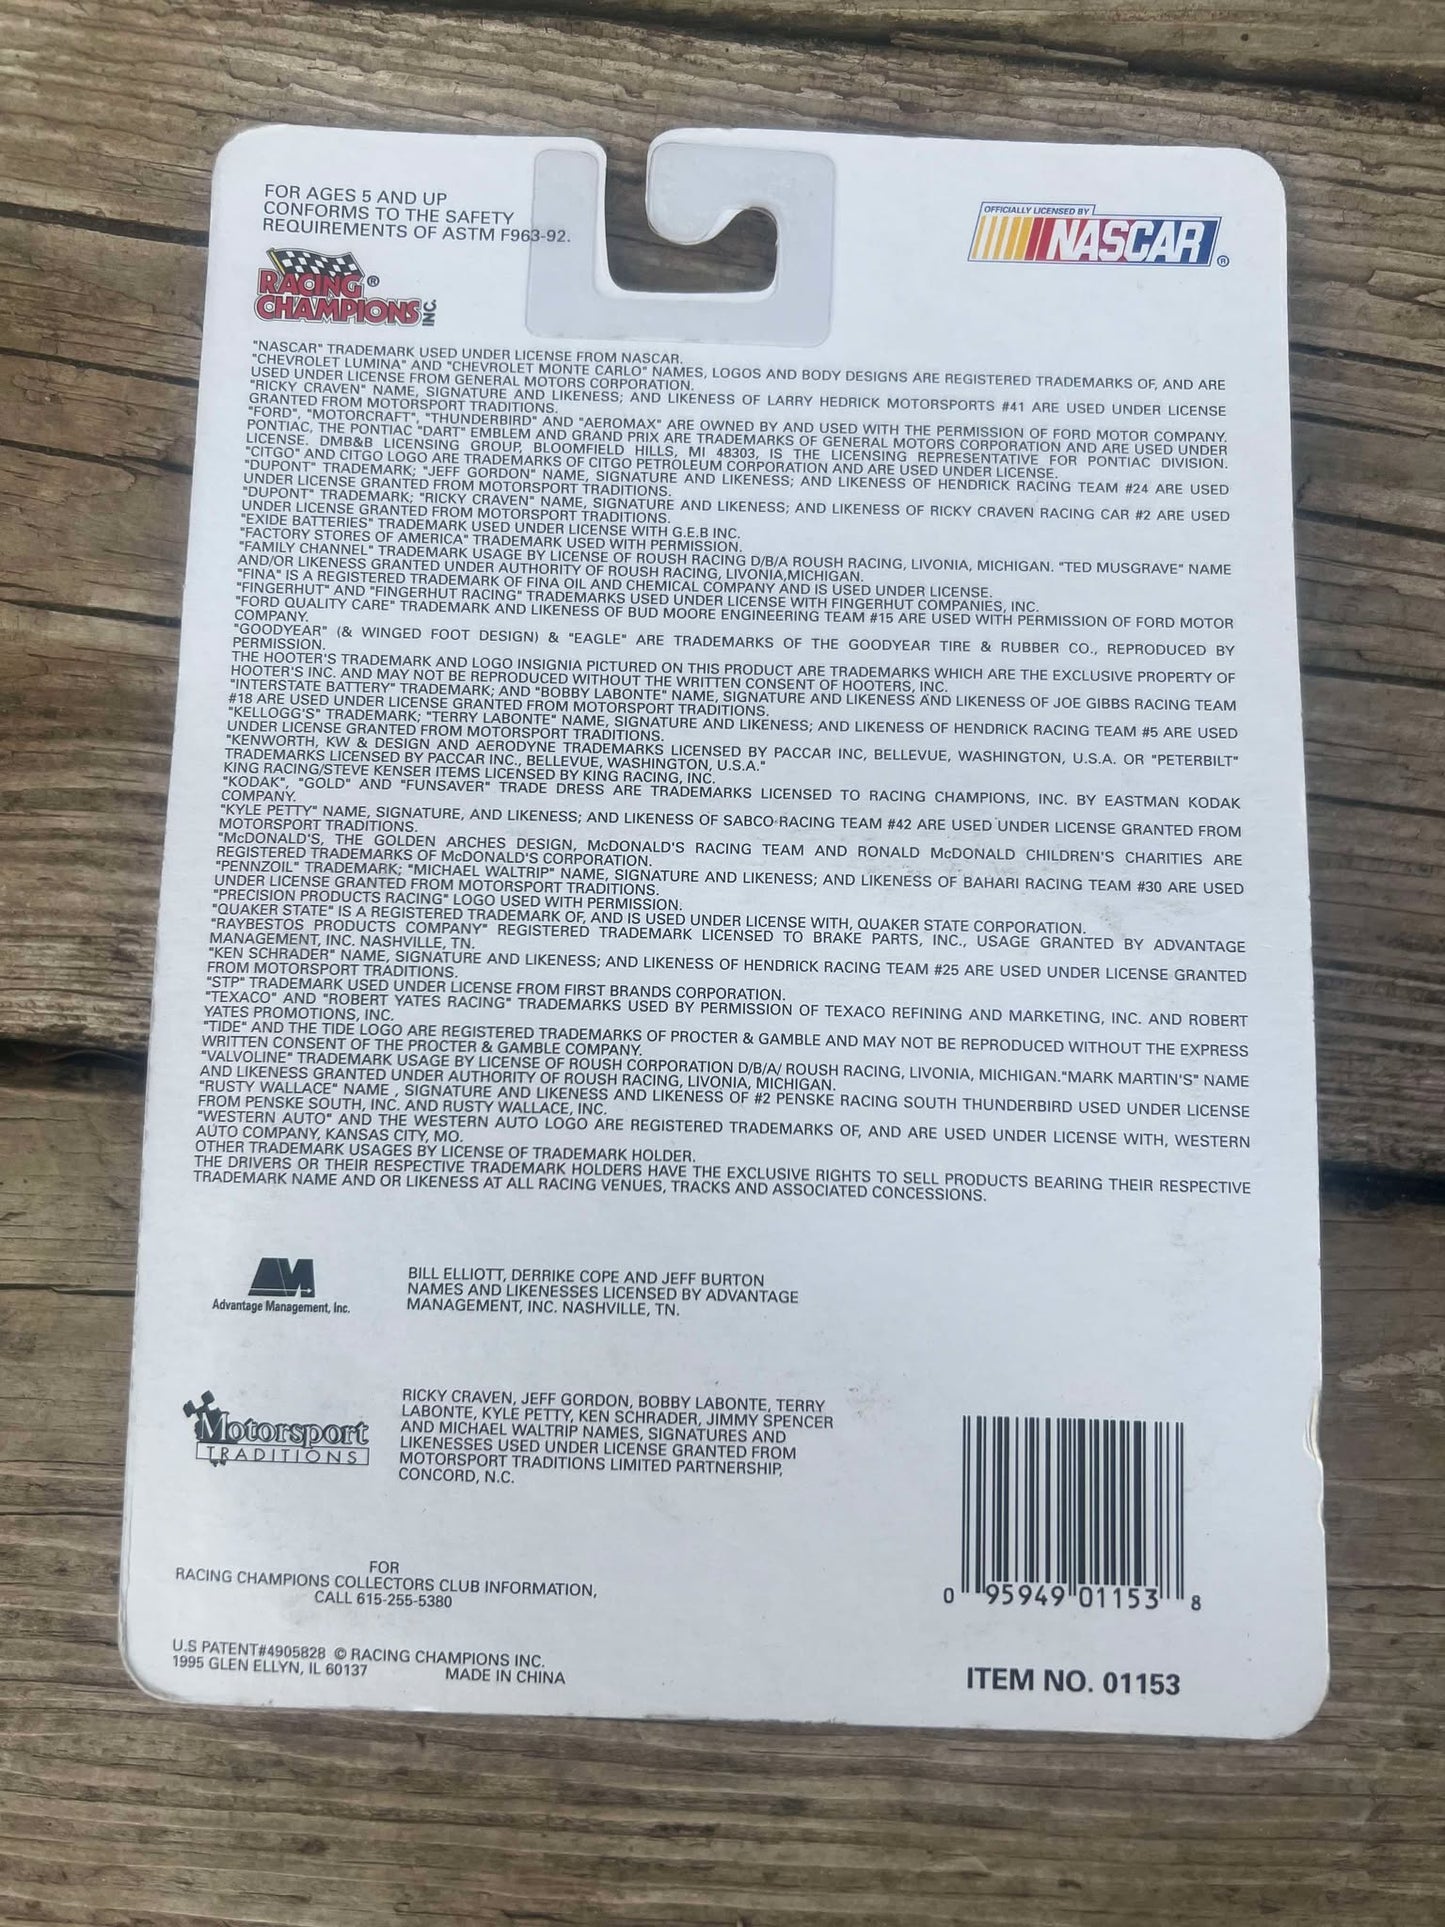 FOR AGES 5 AND UP
CONFORMS TO THE SAFETY
REQUIREMENTS OF ASTM F963-92.
OFFICIALLY LICENSED BY
NASCAR®
RACING®
CHAMPIONS INC.
"NASCAR" TRADEMARK USED UNDER LICENSE FROM NASCAR.
"CHEVROLET LUMINA" AND "CHEVROLET MONTE CARLO" NAMES, LOGOS AND BODY DESIGNS ARE REGISTERED TRADEMARKS OF, AND ARE
USED UNDER LICENSE FROM GENERAL MOTORS CORPORATION.
"RICKY CRAVEN" NAME, SIGNATURE AND LIKENESS; AND LIKENESS OF LARRY HEDRICK MOTORSPORTS #41 ARE USED UNDER LICENSE
GRANTED FROM MOTORSPORT TRADITIONS.
"FORD", "MOTORCRAFT", "THUNDERBIRD" AND "AEROMAX" ARE OWNED BY AND USED WITH THE PERMISSION OF FORD MOTOR COMPANY.
PONTIAC, THE PONTIAC "DART" EMBLEM AND GRAND PRIX ARE TRADEMARKS OF GENERAL MOTORS CORPORATION AND ARE USED UNDER
LICENSE. DMB&B LICENSING GROUP, BLOOMFIELD HILLS, MI 48303, IS THE LICENSING REPRESENTATIVE FOR PONTIAC DIVISION.
"CITGO" AND CITGO LOGO ARE TRADEMARKS OF CITGO PETROLEUM CORPORATION AND ARE USED UNDER LICENSE.
"DUPONT" TRADEMARK; "JEFF GORDON" NAME, SIGNATURE AND LIKENESS; AND LIKENESS OF HENDRICK RACING TEAM #24 ARE USED
UNDER LICENSE GRANTED FROM MOTORSPORT TRADITIONS.
"DUPONT" TRADEMARK; "RICKY CRAVEN" NAME, SIGNATURE AND LIKENESS; AND LIKENESS OF RICKY CRAVEN RACING CAR #2 ARE USED
UNDER LICENSE GRANTED FROM MOTORSPORT TRADITIONS.
"EXIDE BATTERIES" TRADEMARK USED UNDER LICENSE WITH G.E.B INC.
"FACTORY STORES OF AMERICA" TRADEMARK USED WITH PERMISSION.
"FAMILY CHANNEL" TRADEMARK USAGE BY LICENSE OF ROUSH RACING D/B/A ROUSH RACING, LIVONIA, MICHIGAN. "TED MUSGRAVE" NAME
AND/OR LIKENESS GRANTED UNDER AUTHORITY OF ROUSH RACING, LIVONIA,MICHIGAN.
"FINA" IS A REGISTERED TRADEMARK OF FINA OIL AND CHEMICAL COMPANY AND IS USED UNDER LICENSE.
"FINGERHUT" AND "FINGERHUT RACING" TRADEMARKS USED UNDER LICENSE WITH FINGERHUT COMPANIES, INC.
"FORD QUALITY CARE" TRADEMARK AND LIKENESS OF BUD MOORE ENGINEERING TEAM #15 ARE USED WITH PERMISSION OF FORD MOTOR
COMPANY.
"GOODYEAR" (& WINGED FOOT DESIGN) & "EAGLE" ARE TRADEMARKS OF THE GOODYEAR TIRE & RUBBER CO., REPRODUCED BY
PERMISSION.
THE HOOTER'S TRADEMARK AND LOGO INSIGNIA PICTURED ON THIS PRODUCT ARE TRADEMARKS WHICH ARE THE EXCLUSIVE PROPERTY OF
HOOTER'S INC. AND MAY NOT BE REPRODUCED WITHOUT THE WRITTEN CONSENT OF HOOTERS, INC.
"INTERSTATE BATTERY" TRADEMARK; AND "BOBBY LABONTE" NAME, SIGNATURE AND LIKENESS AND LIKENESS OF JOE GIBBS RACING TEAM
#18 ARE USED UNDER LICENSE GRANTED FROM MOTORSPORT TRADITIONS.
"KELLOGG'S" TRADEMARK; "TERRY LABONTE" NAME, SIGNATURE AND LIKENESS; AND LIKENESS OF HENDRICK RACING TEAM #5 ARE USED
UNDER LICENSE GRANTED FROM MOTORSPORT TRADITIONS.
"KENWORTH, KW & DESIGN AND AERODYNE TRADEMARKS LICENSED BY PACCAR INC, BELLEVUE, WASHINGTON, U.S.A. OR "PETERBILT"
TRADEMARKS LICENSED BY PACCAR INC., BELLEVUE, WASHINGTON, U.S.A."
KING RACING/STEVE KENSER ITEMS LICENSED BY KING RACING, INC.
"KODAK", "GOLD" AND "FUNSAVER" TRADE DRESS ARE TRADEMARKS LICENSED TO RACING CHAMPIONS, INC. BY EASTMAN KODAK
COMPANY.
"KYLE PETTY" NAME, SIGNATURE, AND LIKENESS; AND LIKENESS OF SABCO RACING TEAM #42 ARE USED UNDER LICENSE GRANTED FROM
MOTORSPORT TRADITIONS.
"McDONALD'S, THE GOLDEN ARCHES DESIGN, McDONALD'S RACING TEAM AND RONALD McDONALD CHILDREN'S CHARITIES ARE
REGISTERED TRADEMARKS OF McDONALD'S CORPORATION.
"PENNZOIL" TRADEMARK; "MICHAEL WALTRIP" NAME, SIGNATURE AND LIKENESS; AND LIKENESS OF BAHARI RACING TEAM #30 ARE USED
UNDER LICENSE GRANTED FROM MOTORSPORT TRADITIONS.
"PRECISION PRODUCTS RACING" LOGO USED WITH PERMISSION.
"QUAKER STATE" IS A REGISTERED TRADEMARK OF, AND IS USED UNDER LICENSE WITH, QUAKER STATE CORPORATION.
"RAYBESTOS PRODUCTS COMPANY" REGISTERED TRADEMARK LICENSED TO BRAKE PARTS, INC., USAGE GRANTED BY ADVANTAGE
MANAGEMENT, INC. NASHVILLE, TN.
"KEN SCHRADER" NAME, SIGNATURE AND LIKENESS; AND LIKENESS OF HENDRICK RACING TEAM #25 ARE USED UNDER LICENSE GRANTED
FROM MOTORSPORT TRADITIONS.
"STP" TRADEMARK USED UNDER LICENSE FROM FIRST BRANDS CORPORATION.
"TEXACO" AND "ROBERT YATES RACING" TRADEMARKS USED BY PERMISSION OF TEXACO REFINING AND MARKETING, INC. AND ROBERT
YATES PROMOTIONS, INC.
"TIDE" AND THE TIDE LOGO ARE REGISTERED TRADEMARKS OF PROCTER & GAMBLE AND MAY NOT BE REPRODUCED WITHOUT THE EXPRESS
WRITTEN CONSENT OF THE PROCTER & GAMBLE COMPANY.
"VALVOLINE" TRADEMARK USAGE BY LICENSE OF ROUSH CORPORATION D/B/A/ ROUSH RACING, LIVONIA, MICHIGAN."MARK MARTIN'S" NAME
AND LIKENESS GRANTED UNDER AUTHORITY OF ROUSH RACING, LIVONIA, MICHIGAN.
"RUSTY WALLACE" NAME , SIGNATURE AND LIKENESS AND LIKENESS OF #2 PENSKE RACING SOUTH THUNDERBIRD USED UNDER LICENSE
FROM PENSKE SOUTH, INC. AND RUSTY WALLACE, INC.
"WESTERN AUTO" AND THE WESTERN AUTO LOGO ARE REGISTERED TRADEMARKS OF, AND ARE USED UNDER LICENSE WITH, WESTERN
AUTO COMPANY, KANSAS CITY, MO.
OTHER TRADEMARK USAGES BY LICENSE OF TRADEMARK HOLDER.
THE DRIVERS OR THEIR RESPECTIVE TRADEMARK HOLDERS HAVE THE EXCLUSIVE RIGHTS TO SELL PRODUCTS BEARING THEIR RESPECTIVE
TRADEMARK NAME AND OR LIKENESS AT ALL RACING VENUES, TRACKS AND ASSOCIATED CONCESSIONS.
AM
Advantage Management, Inc.
BILL ELLIOTT, DERRIKE COPE AND JEFF BURTON
NAMES AND LIKENESSES LICENSED BY ADVANTAGE
MANAGEMENT, INC. NASHVILLE, TN.
Motorsport
TRADITIONS
RICKY CRAVEN, JEFF GORDON, BOBBY LABONTE, TERRY
LABONTE, KYLE PETTY, KEN SCHRADER, JIMMY SPENCER
AND MICHAEL WALTRIP NAMES, SIGNATURES AND
LIKENESSES USED UNDER LICENSE GRANTED FROM
MOTORSPORT TRADITIONS LIMITED PARTNERSHIP,
CONCORD, N.C.
FOR
RACING CHAMPIONS COLLECTORS CLUB INFORMATION,
CALL 615-255-5380
0 95949 01153 8
U.S PATENT#4905828 © RACING CHAMPIONS INC.
1995 GLEN ELLYN, IL 60137 MADE IN CHINA
ITEM NO. 01153